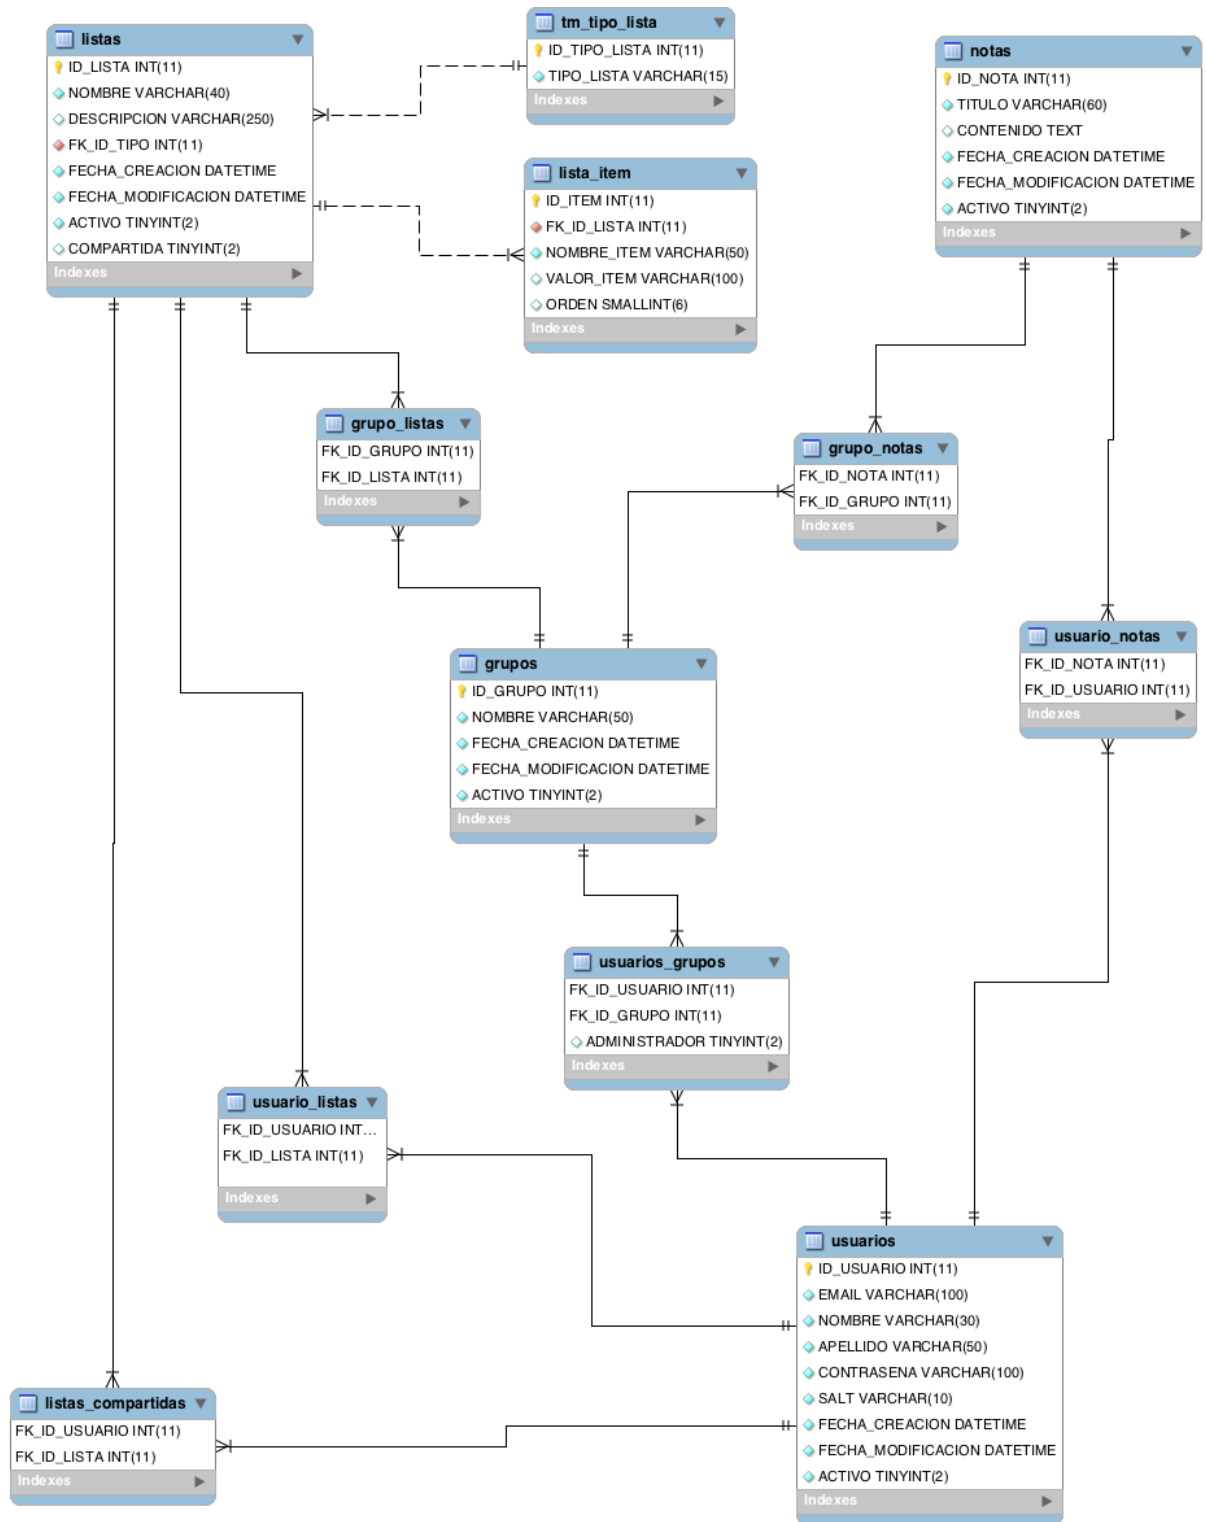 listas
ID_LISTA INT(11)
NOMBRE VARCHAR(40)
DESCRIPCION VARCHAR(250)
FK_ID_TIPO INT(11)
FECHA_CREACION DATETIME
FECHA_MODIFICACION DATETIME
ACTIVO TINYINT(2)
COMPARTIDA TINYINT(2)
Indexes
tm_tipo_lista
ID_TIPO_LISTA INT(11)
TIPO_LISTA VARCHAR(15)
Indexes
lista_item
ID_ITEM INT(11)
FK_ID_LISTA INT(11)
NOMBRE_ITEM VARCHAR(50)
VALOR_ITEM VARCHAR(100)
ORDEN SMALLINT(6)
Indexes
notas
ID_NOTA INT(11)
TITULO VARCHAR(60)
CONTENIDO TEXT
FECHA_CREACION DATETIME
FECHA_MODIFICACION DATETIME
ACTIVO TINYINT(2)
Indexes
grupo_listas
FK_ID_GRUPO INT(11)
FK_ID_LISTA INT(11)
Indexes
grupo_notas
FK_ID_NOTA INT(11)
FK_ID_GRUPO INT(11)
Indexes
usuario_notas
FK_ID_NOTA INT(11)
FK_ID_USUARIO INT(11)
Indexes
grupos
ID_GRUPO INT(11)
NOMBRE VARCHAR(50)
FECHA_CREACION DATETIME
FECHA_MODIFICACION DATETIME
ACTIVO TINYINT(2)
Indexes
usuarios_grupos
FK_ID_USUARIO INT(11)
FK_ID_GRUPO INT(11)
ADMINISTRADOR TINYINT(2)
Indexes
usuario_listas
FK_ID_USUARIO INT...
FK_ID_LISTA INT(11)
Indexes
usuarios
ID_USUARIO INT(11)
EMAIL VARCHAR(100)
NOMBRE VARCHAR(30)
APELLIDO VARCHAR(50)
CONTRASENA VARCHAR(100)
SALT VARCHAR(10)
FECHA_CREACION DATETIME
FECHA_MODIFICACION DATETIME
ACTIVO TINYINT(2)
Indexes
listas_compartidas
FK_ID_USUARIO INT(11)
FK_ID_LISTA INT(11)
Indexes